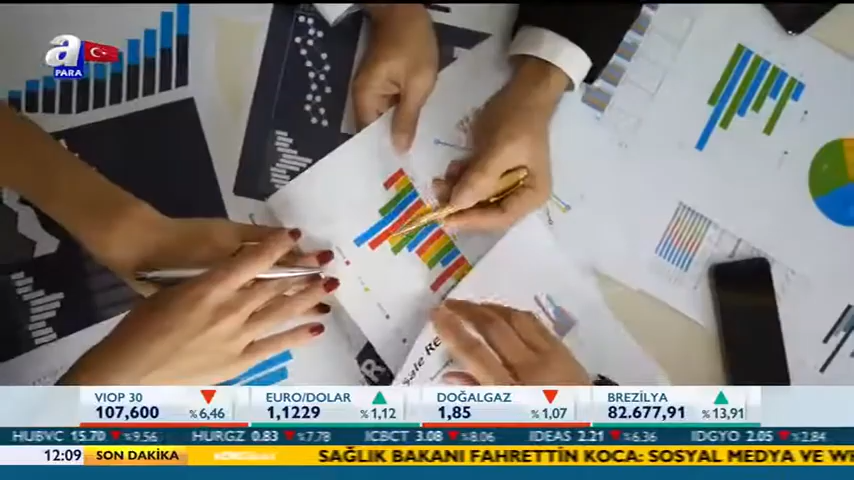 a
PARA
Sale Re
R
VIOP 30
107,600 %6,46
EURO/DOLAR
1,1229 %1,12
DOĞALGAZ
1,85 %1,07
BREZİLYA
82.677,91 %13,91
HUBVC 15.70 %9.56 HURGZ 0.83 %7.78 ICBCT 3.08 %8.06 IDEAS 2.21 %6.36 IDGYO 2.05 %2.84
12:09 SON DAKİKA SAĞLIK BAKANI FAHRETTİN KOCA: SOSYAL MEDYA VE